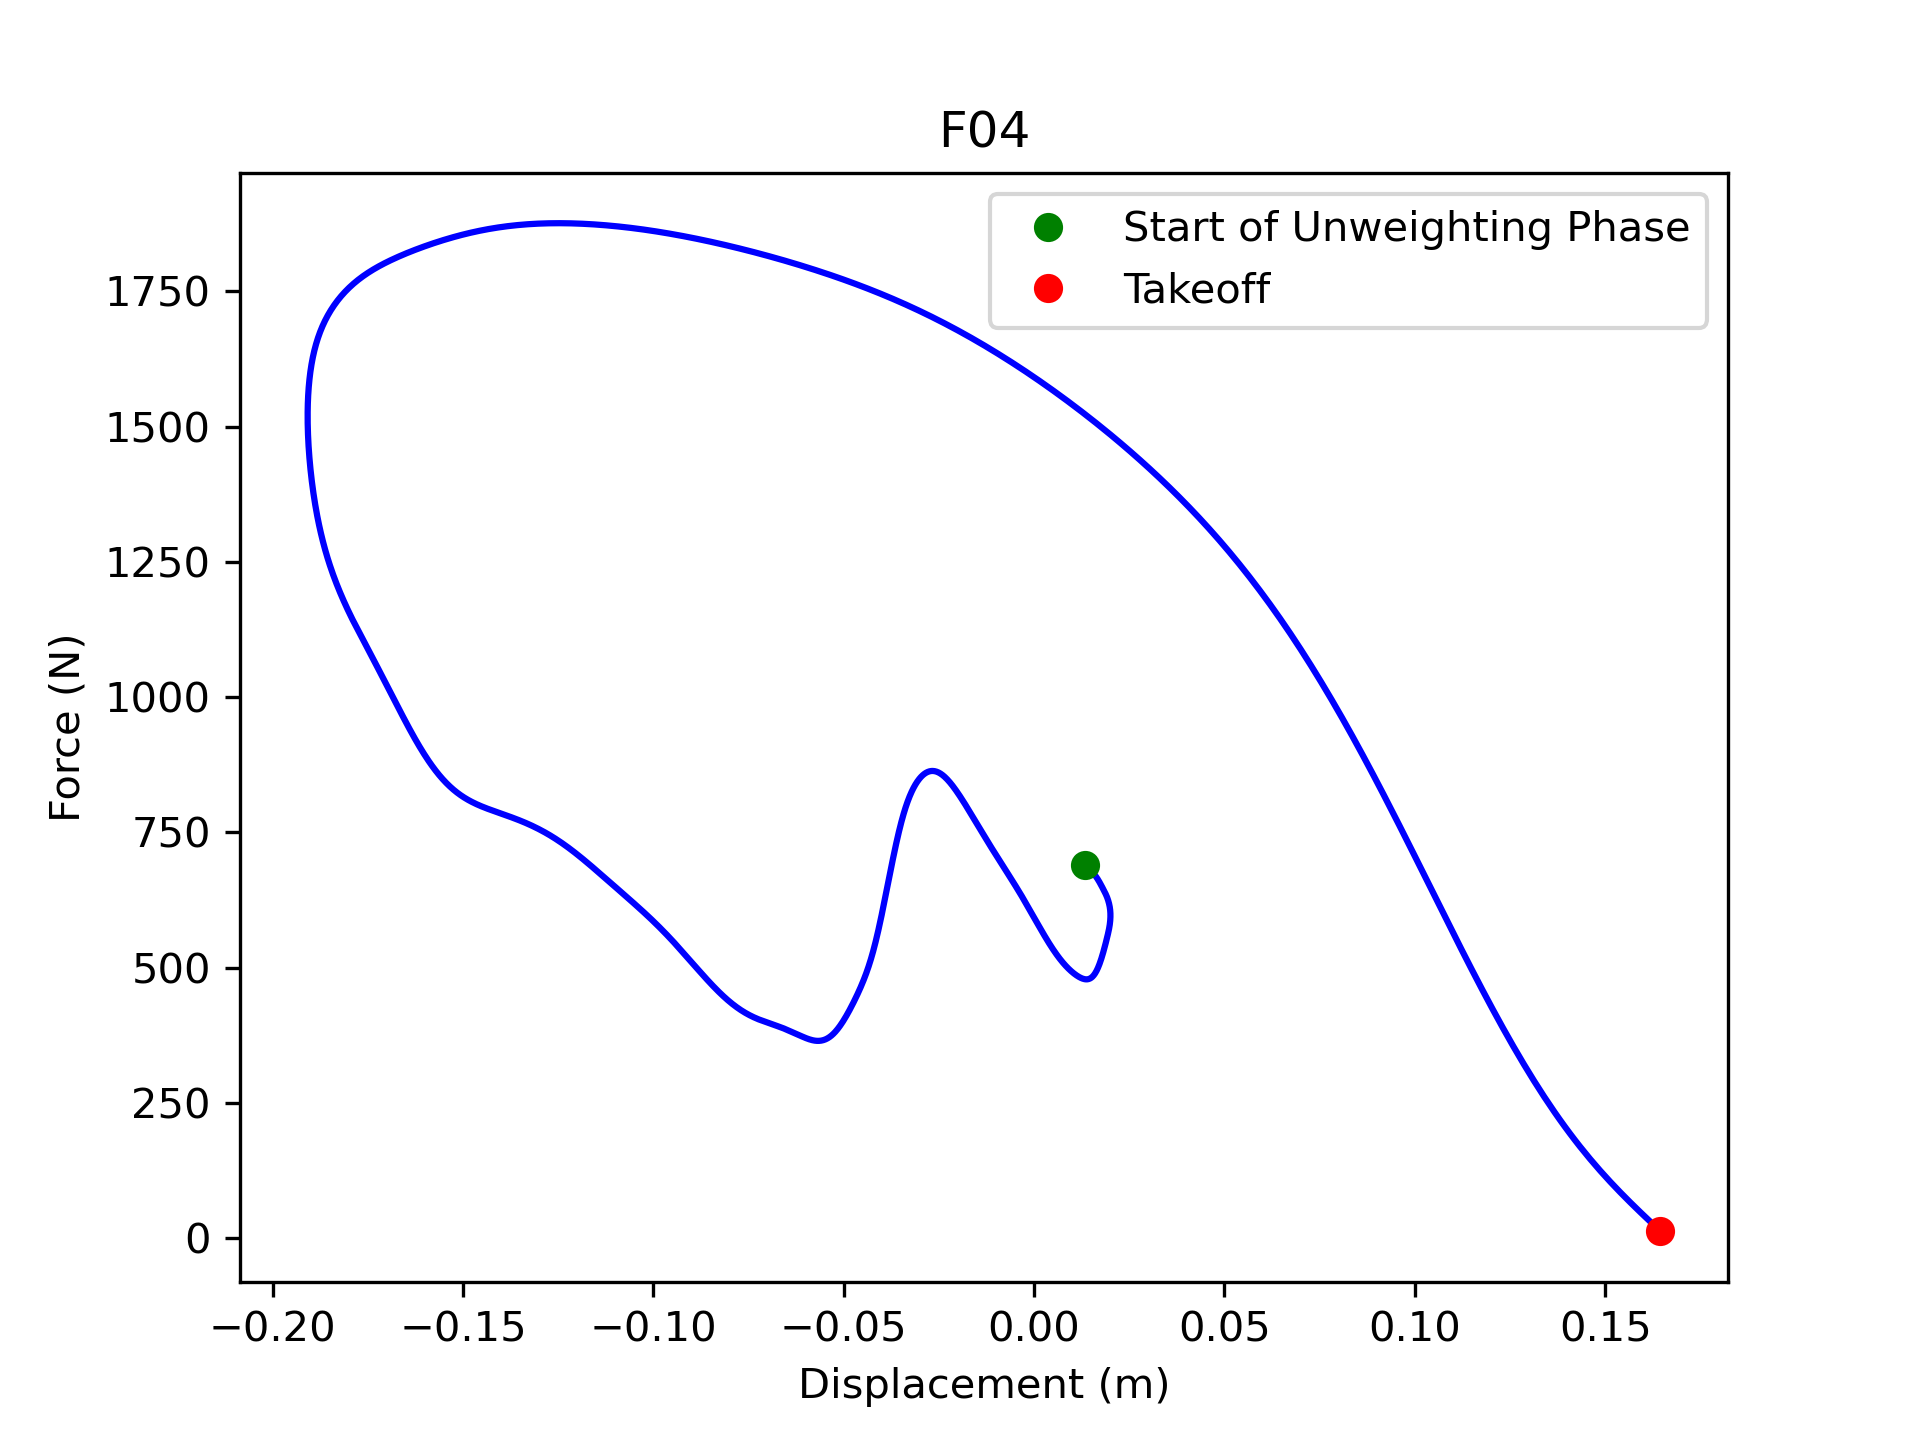 F04
Start of Unweighting Phase
Takeoff
1750
1500
1250
1000
750
500
250
0
Force (N)
−0.20 −0.15 −0.10 −0.05 0.00 0.05 0.10 0.15
Displacement (m)